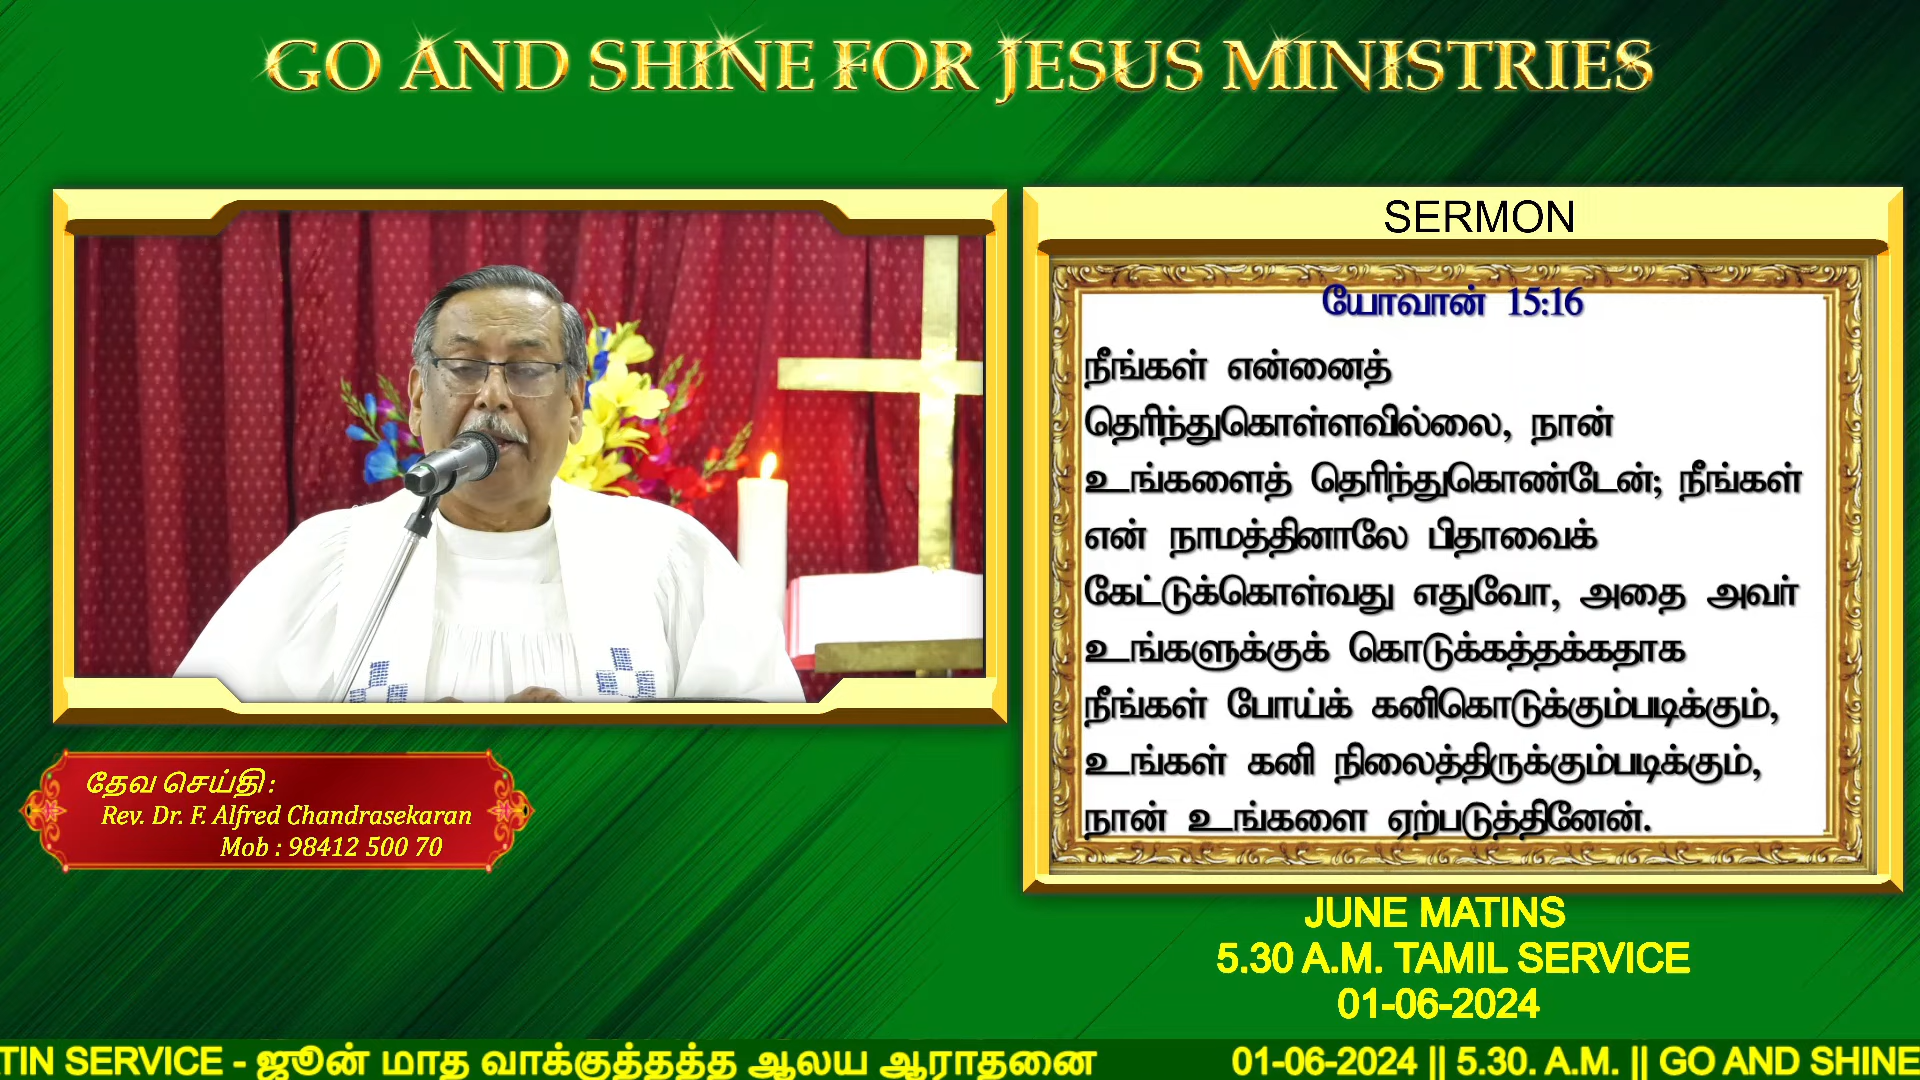 GO AND SHINE FOR JESUS MINISTRIES
SERMON
யோவான் 15:16
நீங்கள் என்னைத்
தெரிந்துகொள்ளவில்லை, நான்
உங்களைத் தெரிந்துகொண்டேன்; நீங்கள்
என் நாமத்தினாலே பிதாவைக்
கேட்டுக்கொள்வது எதுவோ, அதை அவர்
உங்களுக்குக் கொடுக்கத்தக்கதாக
நீங்கள் போய்க் கனிகொடுக்கும்படிக்கும்,
உங்கள் கனி நிலைத்திருக்கும்படிக்கும்,
நான் உங்களை ஏற்படுத்தினேன்.
தேவ செய்தி :
Rev. Dr. F. Alfred Chandrasekaran
Mob : 98412 500 70
JUNE MATINS
5.30 A.M. TAMIL SERVICE
01-06-2024
TIN SERVICE - ஜூன் மாத வாக்குத்தத்த ஆலய ஆராதனை 01-06-2024 || 5.30. A.M. || GO AND SHINE